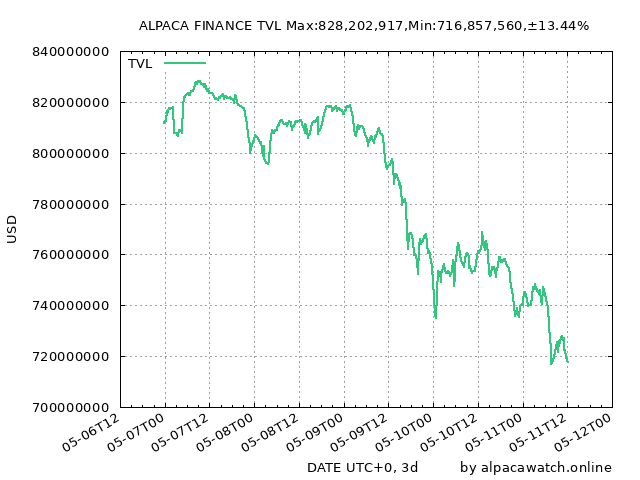 ALPACA FINANCE TVL Max:828,202,917,Min:716,857,560,±13.44%
840000000
TVL
820000000
800000000
780000000
USD
760000000
740000000
720000000
700000000
05-06T12 05-07T00 05-07T12 05-08T00 05-08T12 05-09T00 05-09T12 05-10T00 05-10T12 05-11T00 05-11T12 05-12T00
DATE UTC+0, 3d by alpacawatch.online